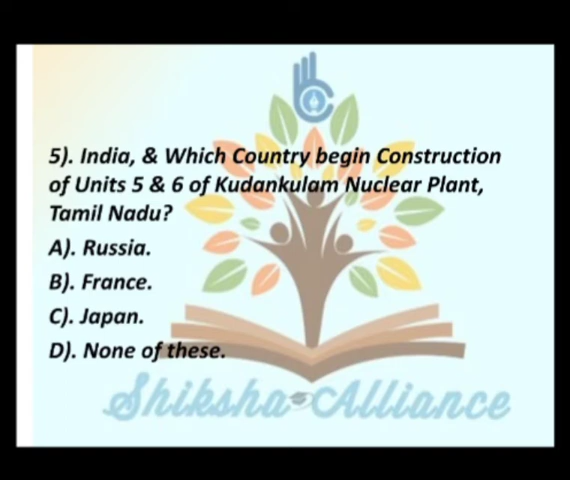 5). India, & Which Country begin Construction
of Units 5 & 6 of Kudankulam Nuclear Plant,
Tamil Nadu?
A). Russia.
B). France.
C). Japan.
D). None of these.
Shiksha Alliance